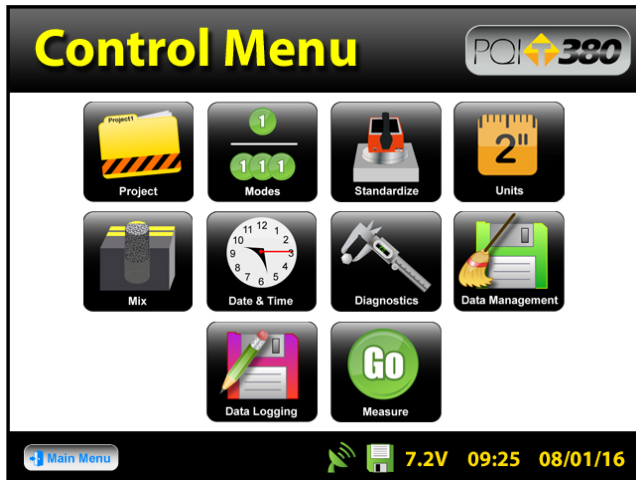 Control Menu
PQI T 380
Project1
Project
1
1 1 1
Modes
Standardize
2"
Units
Mix
11 12 1
10 2
9 3
8 4
7 6 5
Date & Time
Diagnostics
Data Management
Data Logging
Go
Measure
Main Menu
7.2V 09:25 08/01/16